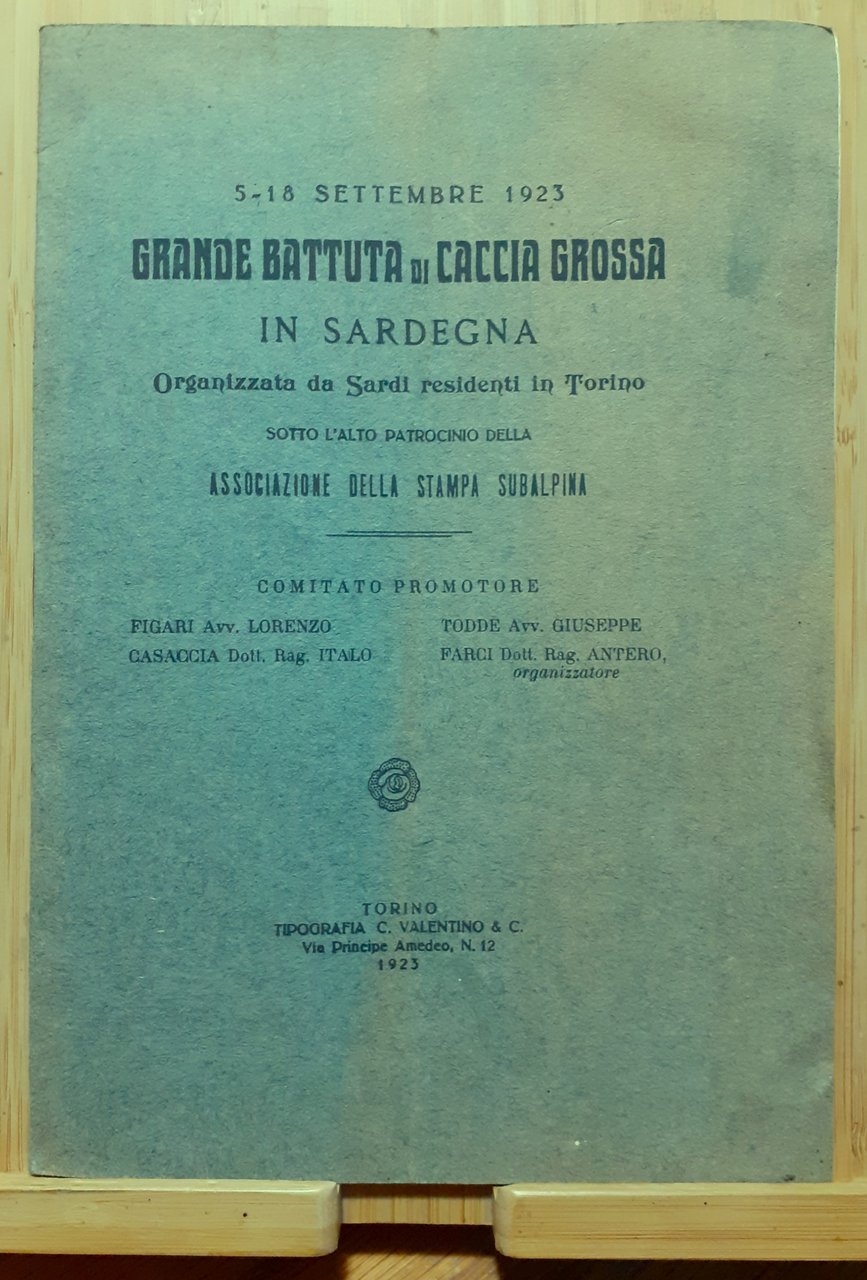 5-18 SETTEMBRE 1923
GRANDE BATTUTA DI CACCIA GROSSA
IN SARDEGNA
Organizzata da Sardi residenti in Torino
SOTTO L'ALTO PATROCINIO DELLA
ASSOCIAZIONE DELLA STAMPA SUBALPINA
COMITATO PROMOTORE
FIGARI Avv. LORENZO
CASACCIA Dott. Rag. ITALO
TODDE Avv. GIUSEPPE
FARCI Dott. Rag. ANTERO,
organizzatore
TORINO
TIPOGRAFIA C. VALENTINO & C.
Via Principe Amedeo, N. 12
1923